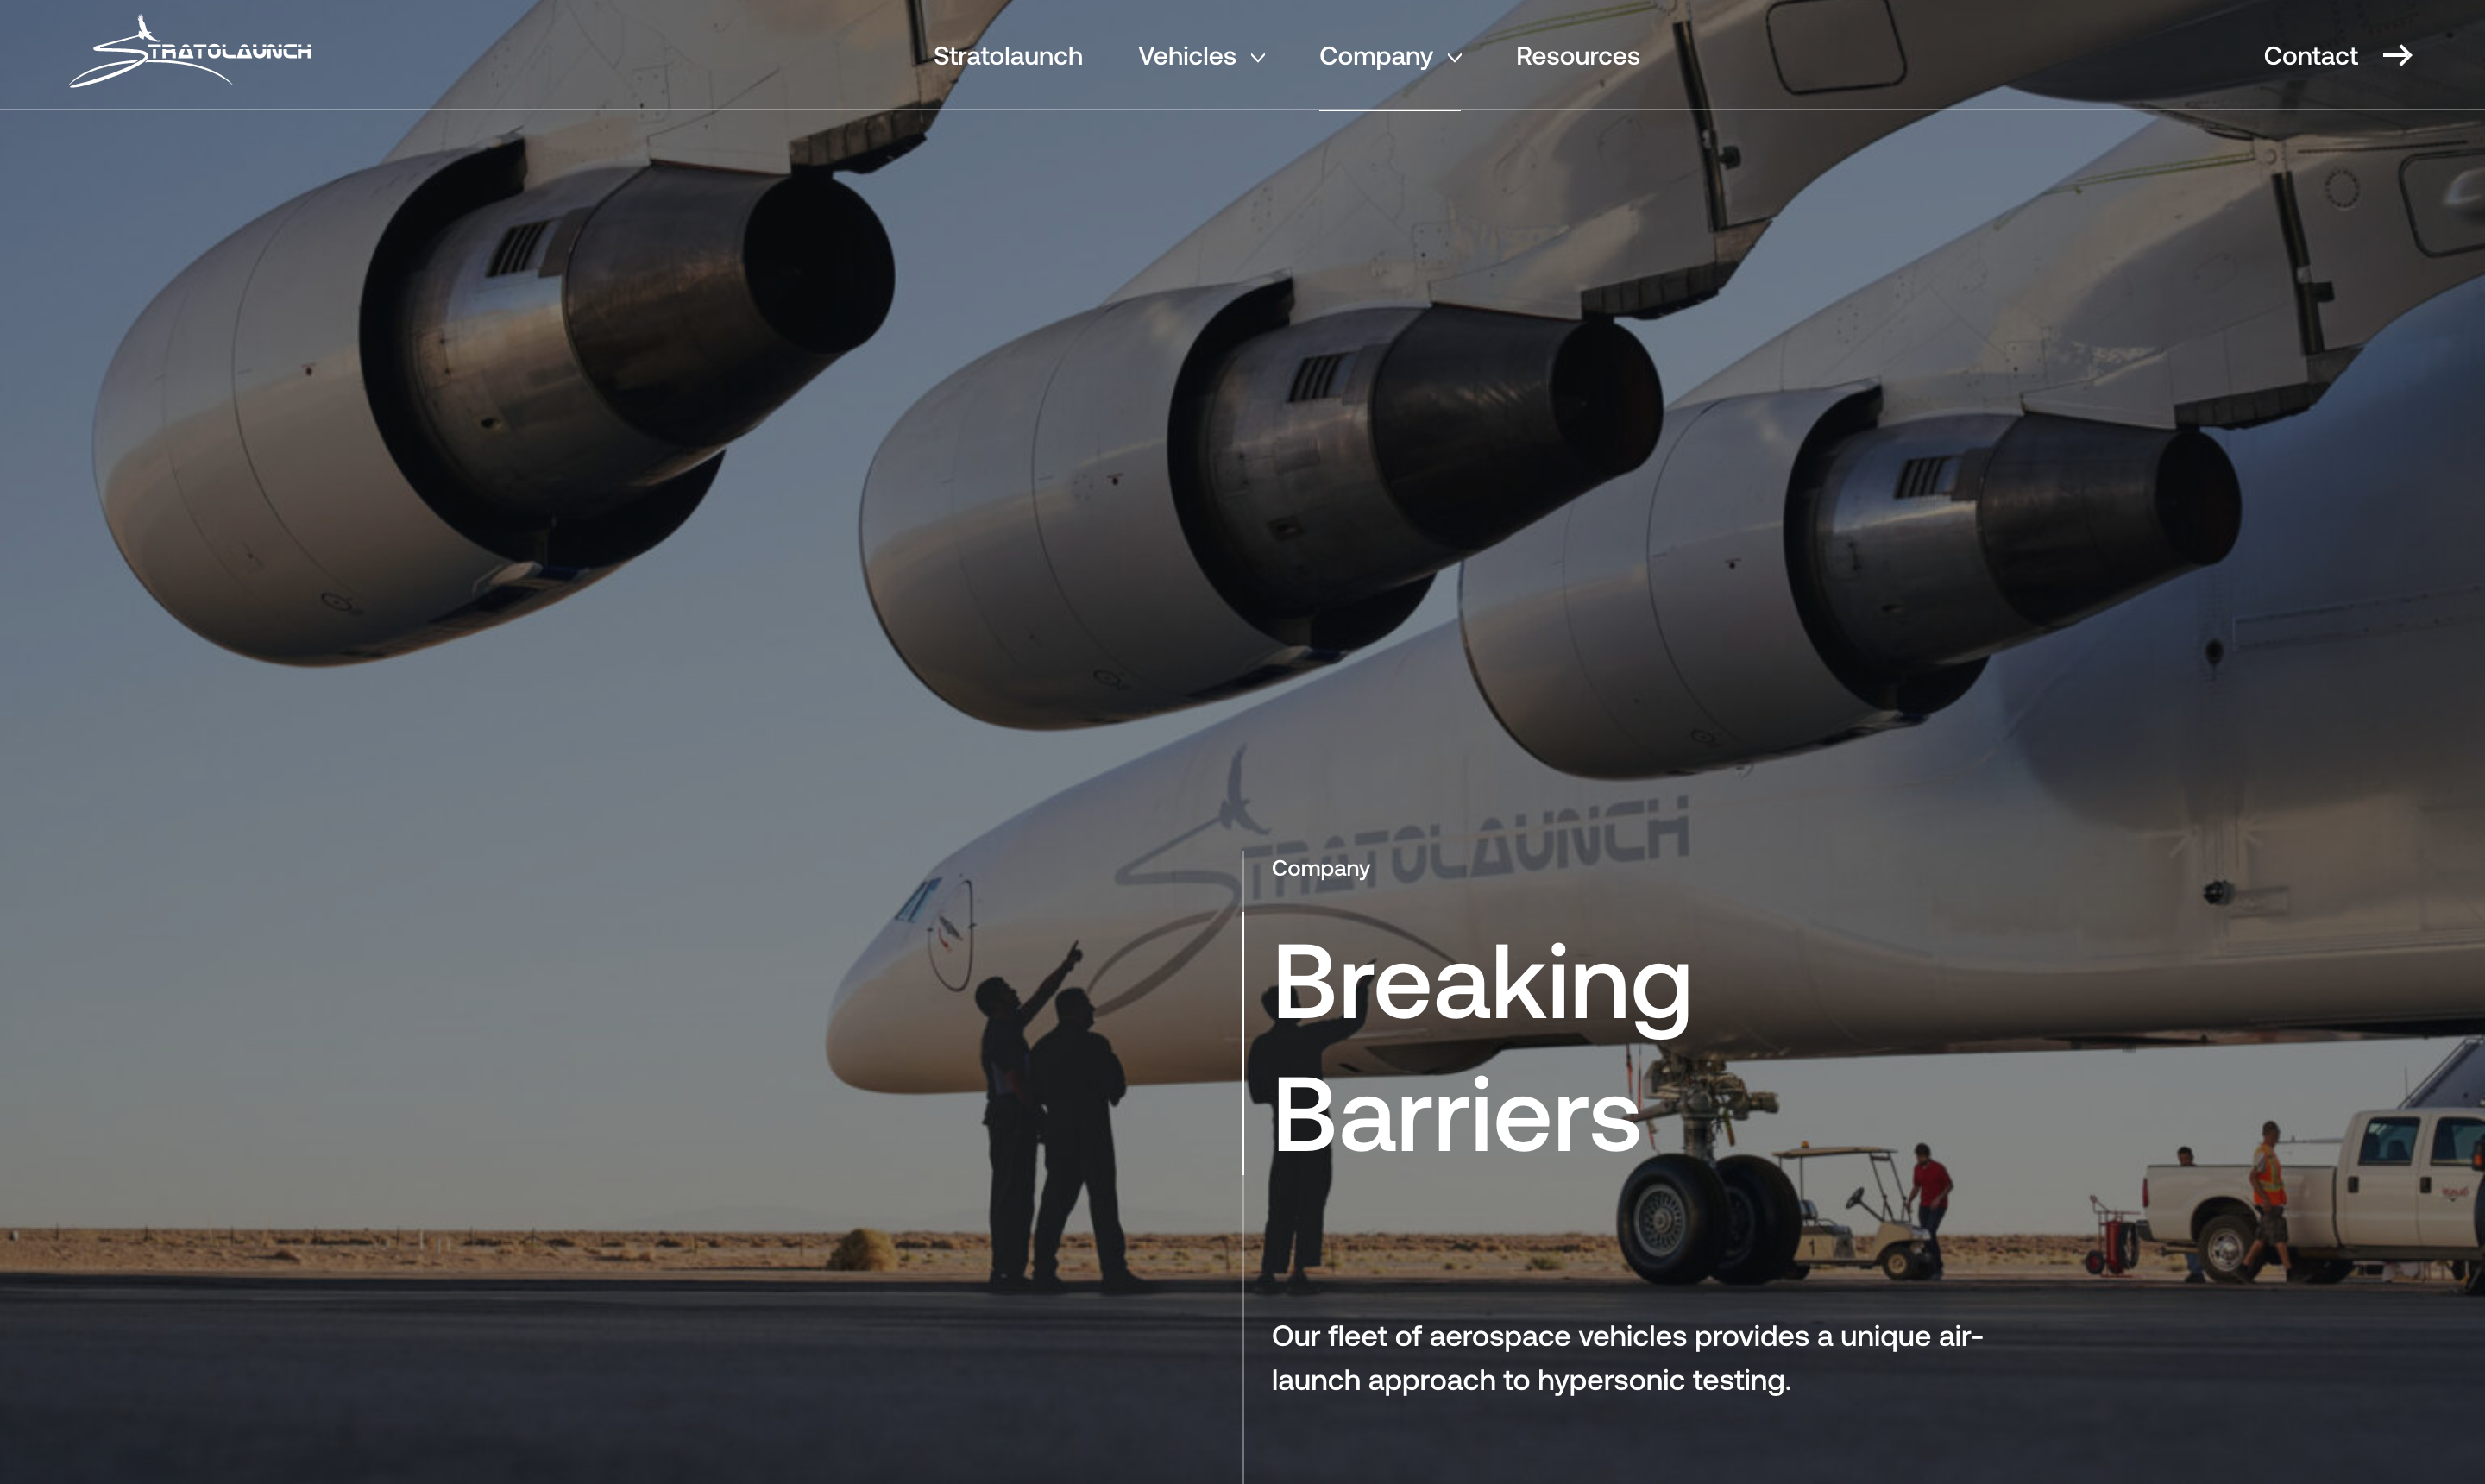 STRATOLAUNCH
Stratolaunch
Vehicles
Company
Resources
Contact
STRATOLAUNCH
Company
Breaking
Barriers
Our fleet of aerospace vehicles provides a unique air-
launch approach to hypersonic testing.
1